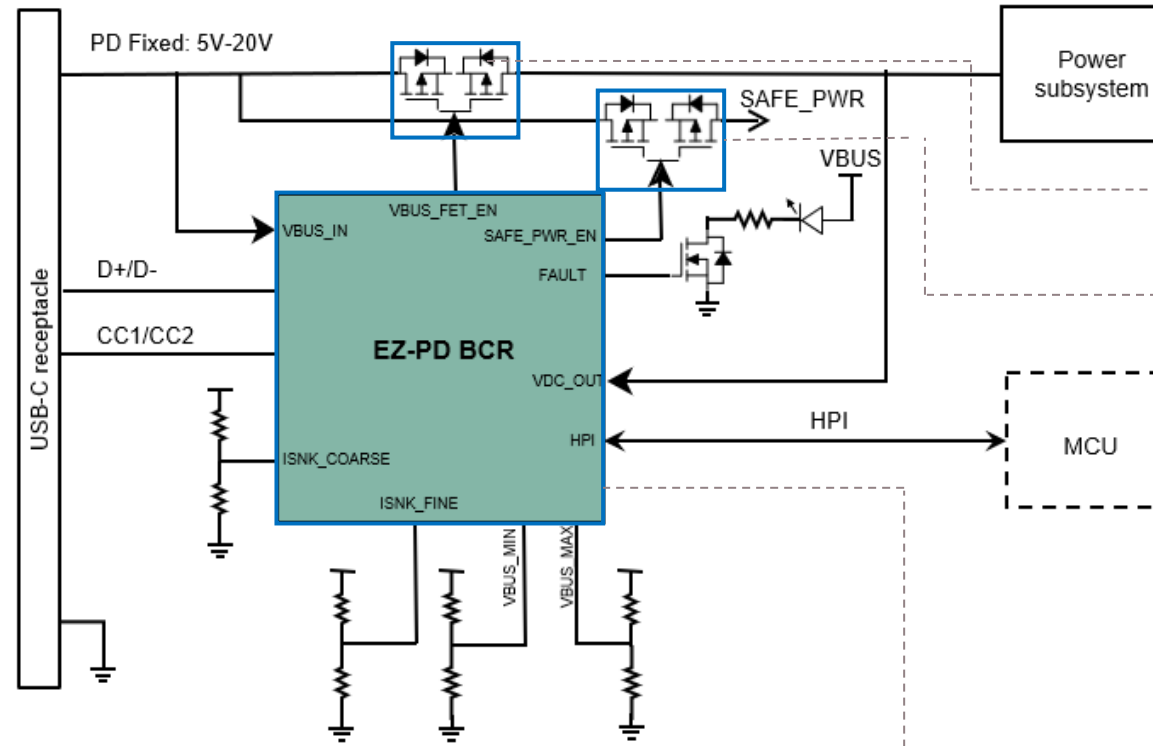 PD Fixed: 5V-20V
Power
subsystem
SAFE_PWR
VBUS
VBUS_FET_EN
VBUS_IN
SAFE_PWR_EN
D+/D-
FAULT
USB-C receptacle
CC1/CC2
EZ-PD BCR
VDC_OUT
HPI
HPI
MCU
ISNK_COARSE
ISNK_FINE
VBUS_MIN
VBUS_MAX